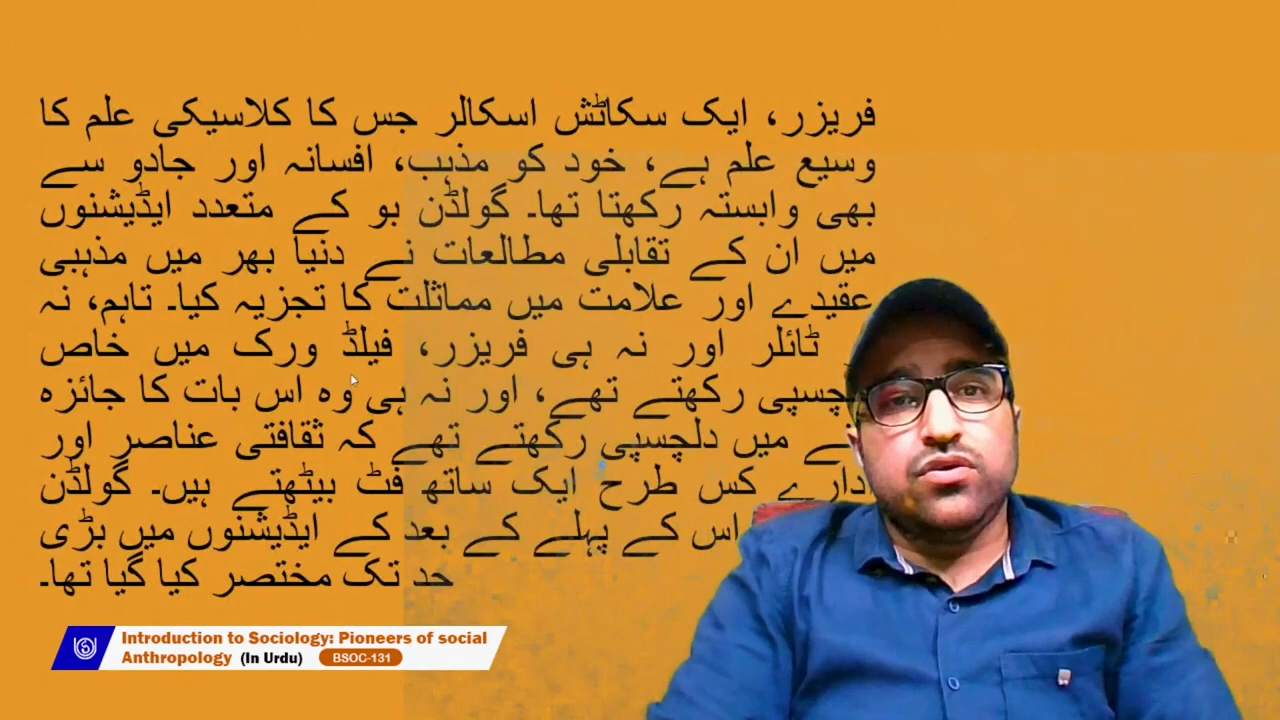 فریزر، ایک سکاٹش اسکالر جس کا کلاسیکی علم کا
وسیع علم ہے، خود کو مذہب، افسانہ اور جادو سے
بھی وابستہ رکھتا تھا۔ گولڈن بو کے متعدد ایڈیشنوں
میں ان کے تقابلی مطالعات نے دنیا بھر میں مذہبی
عقیدے اور علامت میں مماثلت کا تجزیہ کیا۔ تاہم، نہ
ٹائلر اور نہ ہی فریزر، فیلڈ ورک میں خاص
رکھتے تھے، اور نہ ہی وہ اس بات کا جائزہ
میں دلچسپی رکھتے تھے کہ ثقافتی عناصر اور
کس طرح ایک ساتھ فٹ بیٹھتے ہیں۔ گولڈن
اس کے پہلے کے بعد کے ایڈیشنوں میں بڑی
حد تک مختصر کیا گیا تھا۔
Introduction to Sociology: Pioneers of social
Anthropology (In Urdu) BSOC-131